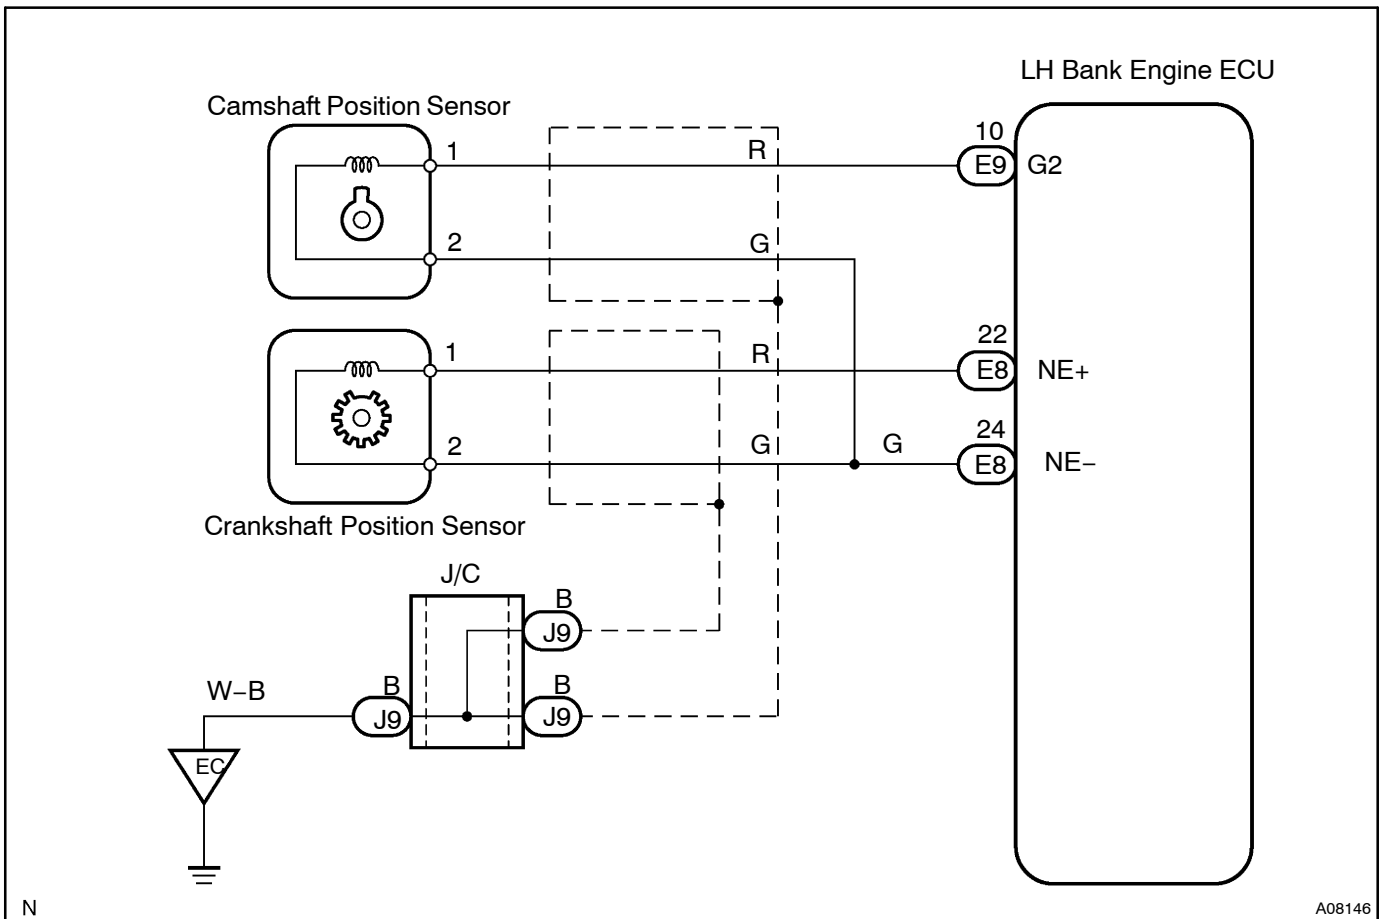 LH Bank Engine ECU
Camshaft Position Sensor
1
R
10
E9
G2
2
G
1
R
22
E8
NE+
2
G
G
24
E8
NE−
Crankshaft Position Sensor
J/C
B
J9
W−B
B
J9
B
J9
EC
N
A08146